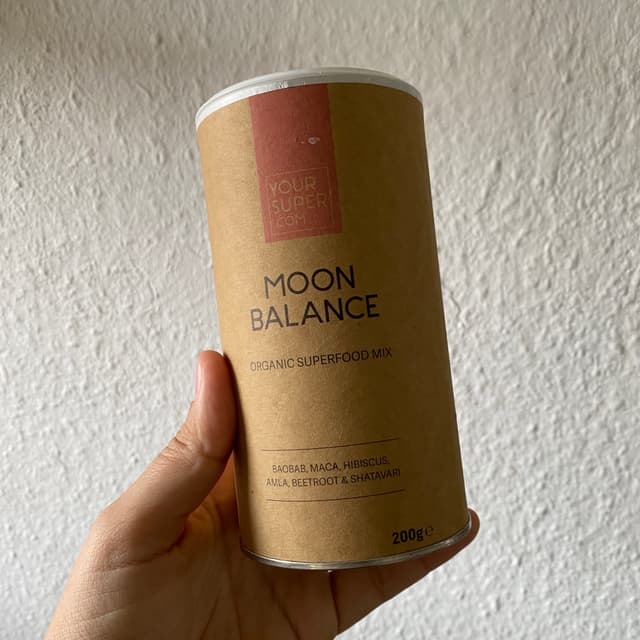 YOUR
SUPER
.COM
MOON
BALANCE
ORGANIC SUPERFOOD MIX
BAOBAB, MACA, HIBISCUS,
AMLA, BEETROOT & SHATAVARI
200g℮